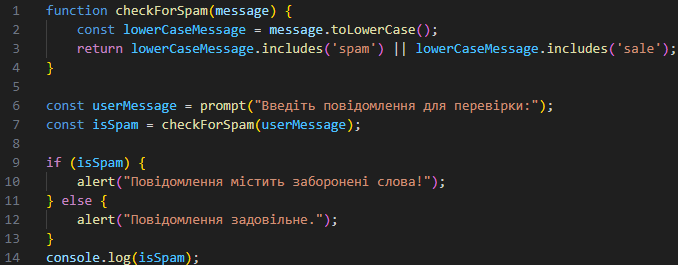 1 function checkForSpam(message) {
2     const lowerCaseMessage = message.toLowerCase();
3     return lowerCaseMessage.includes('spam') || lowerCaseMessage.includes('sale');
4 }
5
6 const userMessage = prompt("Введіть повідомлення для перевірки:");
7 const isSpam = checkForSpam(userMessage);
8
9 if (isSpam) {
10     alert("Повідомлення містить заборонені слова!");
11 } else {
12     alert("Повідомлення задовільне.");
13 }
14 console.log(isSpam);